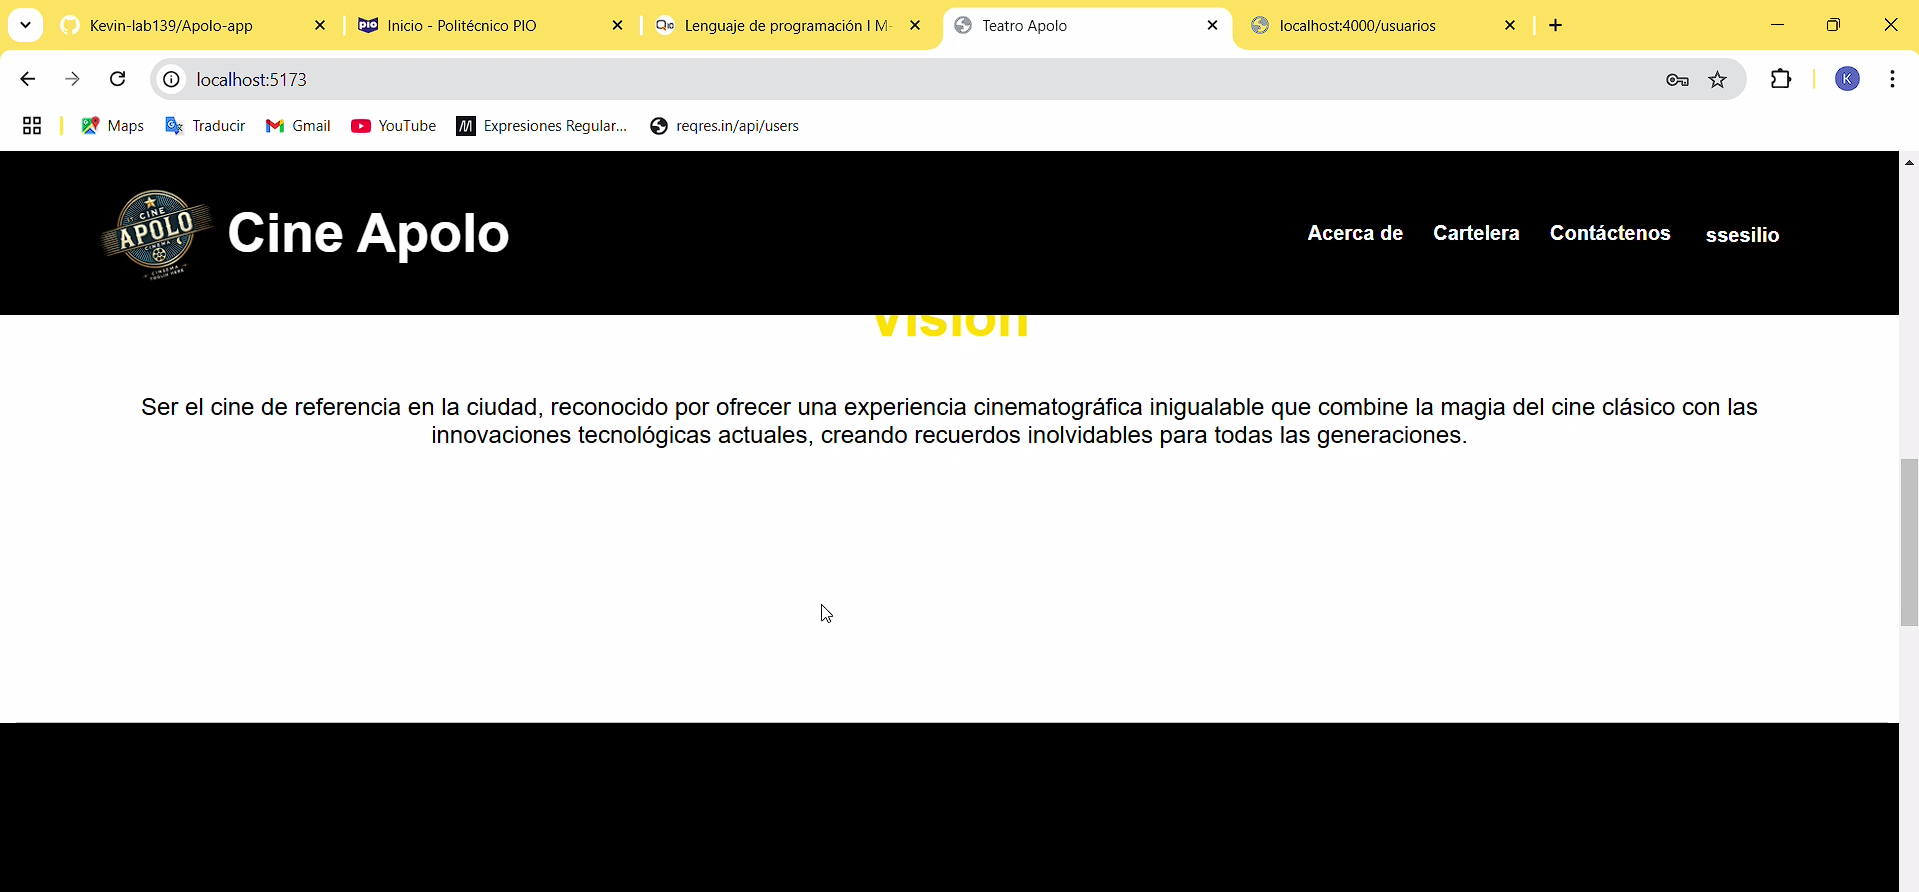 Kevin-lab139/Apolo-app
Inicio - Politécnico PIO
Lenguaje de programación I M-
Teatro Apolo
localhost:4000/usuarios
localhost:5173
K
Maps
Traducir
Gmail
YouTube
Expresiones Regular...
reqres.in/api/users
CINE
APOLO
CINEMA
Cine Apolo
Acerca de
Cartelera
Contáctenos
ssesilio
Visión
Ser el cine de referencia en la ciudad, reconocido por ofrecer una experiencia cinematográfica inigualable que combine la magia del cine clásico con las
innovaciones tecnológicas actuales, creando recuerdos inolvidables para todas las generaciones.